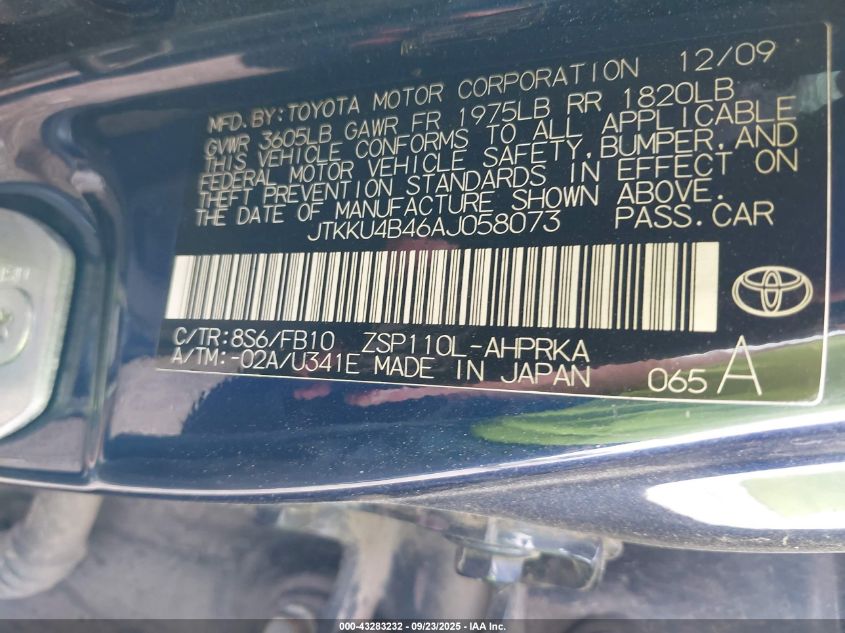 MFD.BY:TOYOTA MOTOR CORPORATION 12/09
GVWR 3605LB GAWR FR 1975LB RR 1820LB
THIS VEHICLE CONFORMS TO ALL APPLICABLE
FEDERAL MOTOR VEHICLE SAFETY,BUMPER,AND
THEFT PREVENTION STANDARDS IN EFFECT ON
THE DATE OF MANUFACTURE SHOWN ABOVE.
JTKKU4B46AJ058073 PASS.CAR
C/TR:8S6/FB10 ZSP110L-AHPRKA
A/TM:-02A/U341E MADE IN JAPAN 065 A
000-43283232 - 09/23/2025 - IAA Inc.